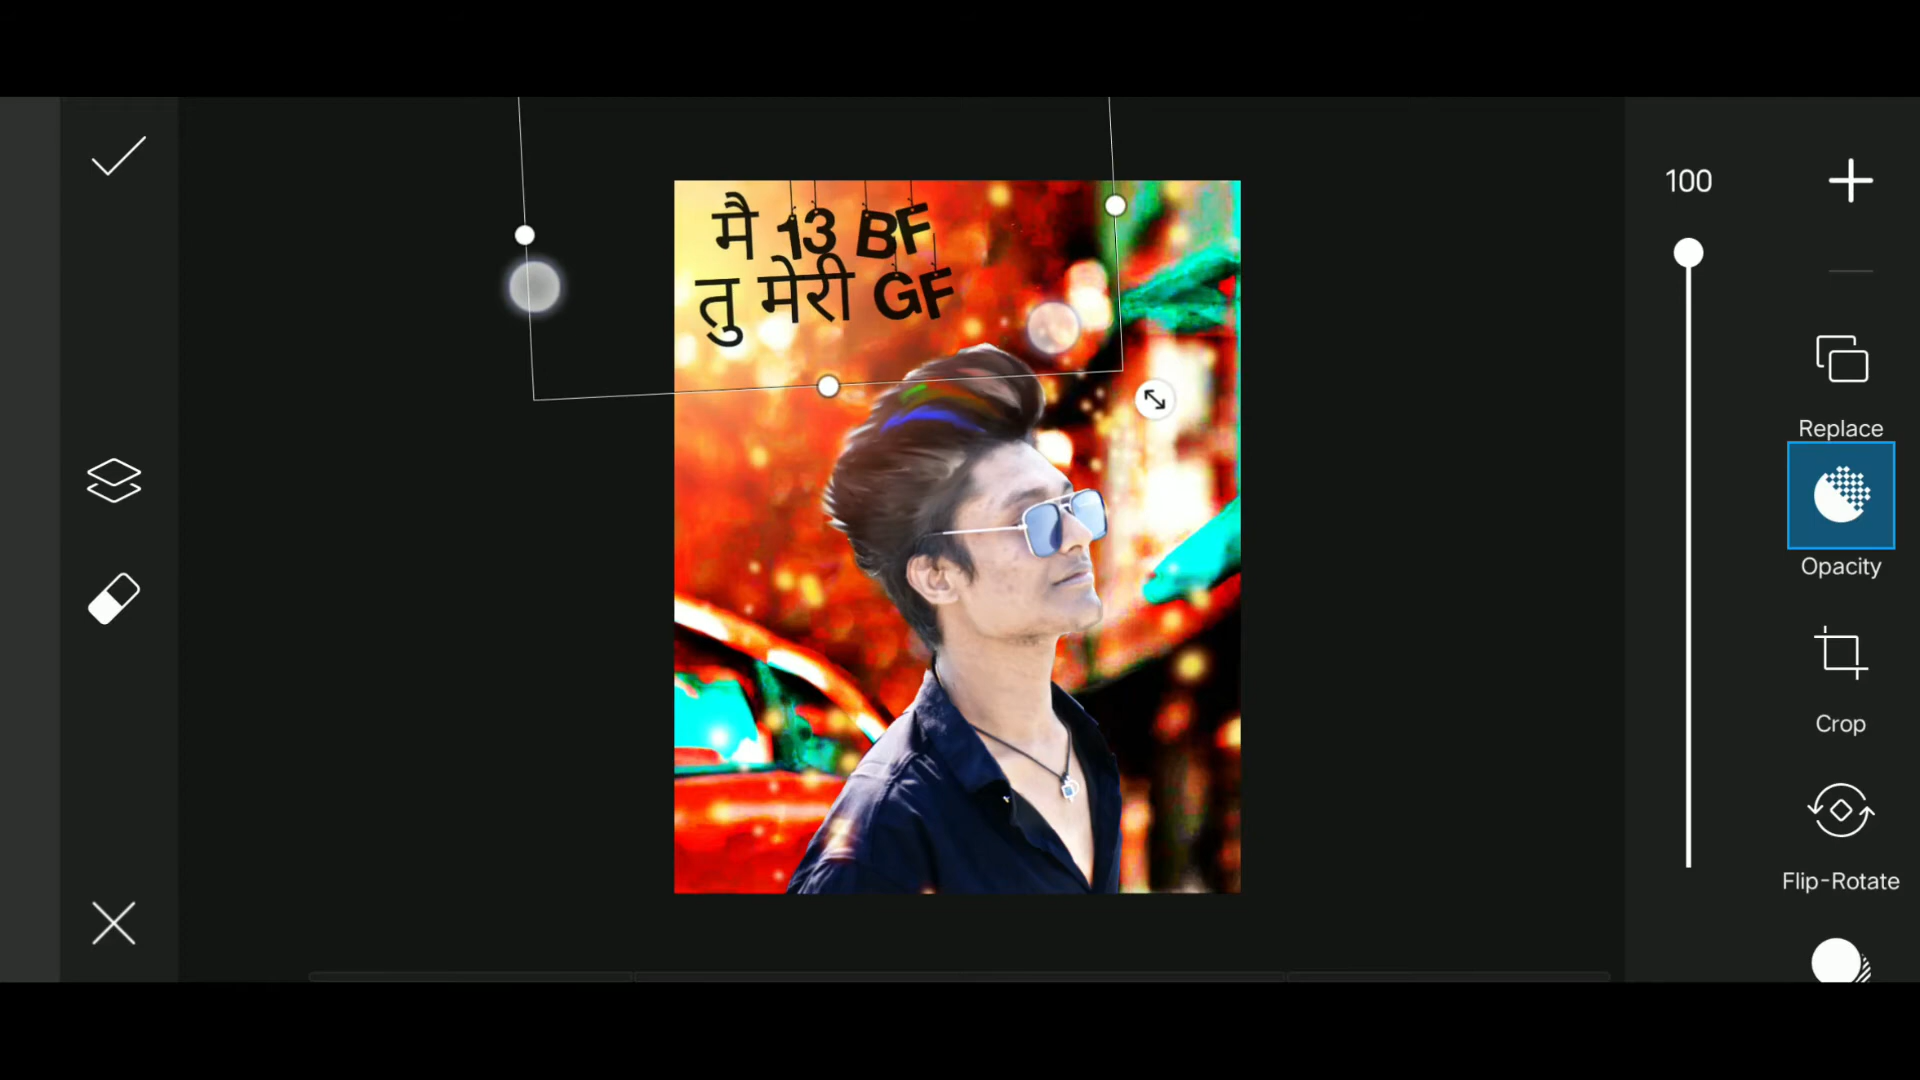 मै 13 BF
तु मेरी GF
100
Replace
Opacity
Crop
Flip-Rotate